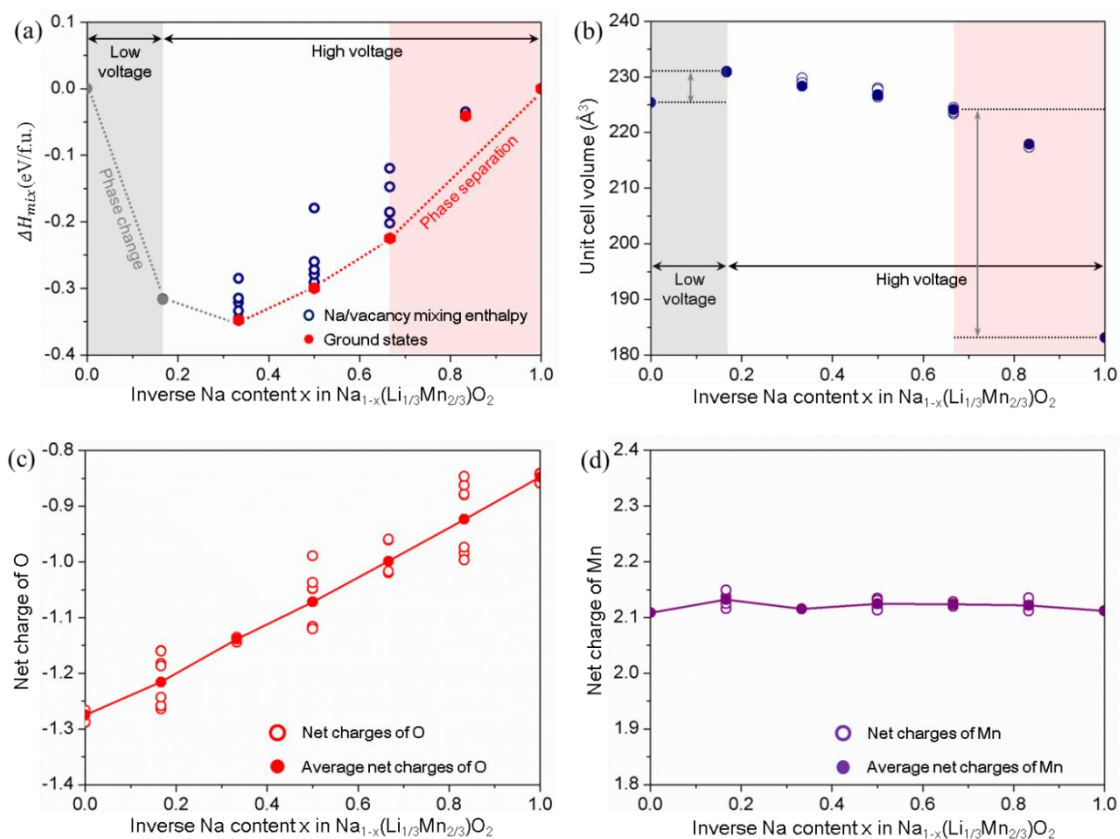 (a)
0.1
0.0
-0.1
-0.2
-0.3
-0.4
ΔHmix(eV/f.u.)
Low
voltage
High voltage
Phase change
Phase separation
Na/vacancy mixing enthalpy
Ground states
0.0 0.2 0.4 0.6 0.8 1.0
Inverse Na content x in Na1-x(Li1/3Mn2/3)O2
(b)
240
230
220
210
200
190
180
Unit cell volume (Å3)
Low
voltage
High voltage
0.0 0.2 0.4 0.6 0.8 1.0
Inverse Na content x in Na1-x(Li1/3Mn2/3)O2
(c)
-0.8
-0.9
-1.0
-1.1
-1.2
-1.3
-1.4
Net charge of O
Net charges of O
Average net charges of O
0.0 0.2 0.4 0.6 0.8 1.0
Inverse Na content x in Na1-x(Li1/3Mn2/3)O2
(d)
2.4
2.3
2.2
2.1
2.0
1.9
1.8
Net charge of Mn
Net charges of Mn
Average net charges of Mn
0.0 0.2 0.4 0.6 0.8 1.0
Inverse Na content x in Na1-x(Li1/3Mn2/3)O2